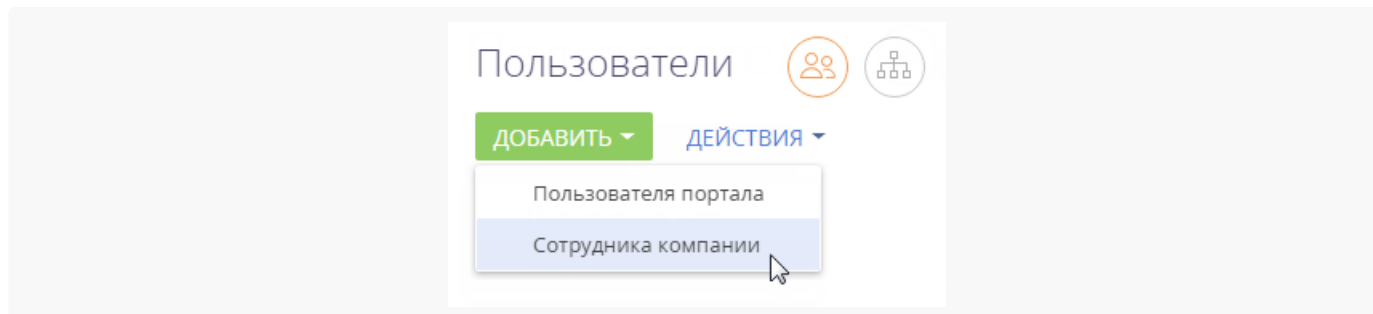 Пользователи
ДОБАВИТЬ ДЕЙСТВИЯ
Пользователя портала
Сотрудника компании